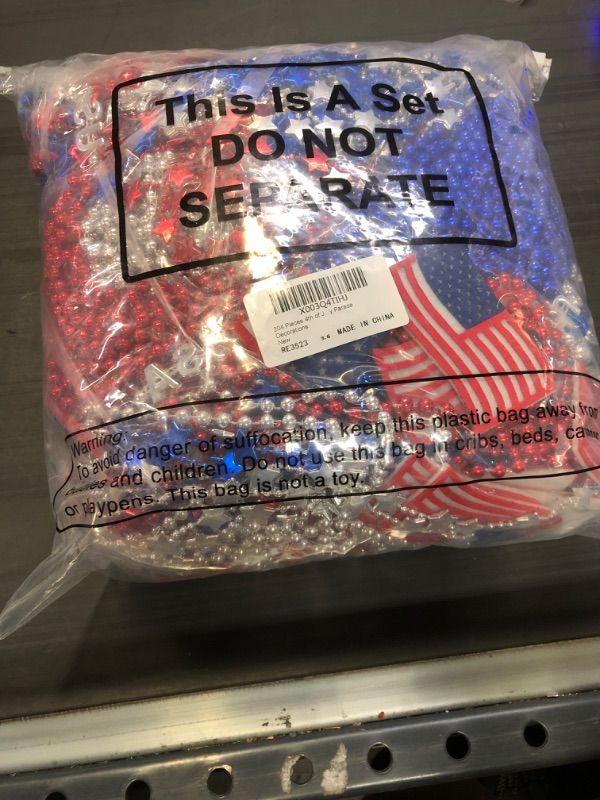 This Is A Set
DO NOT
SEPARATE
X003Q4TIHJ
204 Pieces 4th of J y Parade
Decorations
New
RE3523 MADE IN CHINA
USA
Warning:
To avoid danger of suffocation, keep this plastic bag away from
and children. Do not use this bag in cribs, beds,
or playpens. This bag is not a toy.